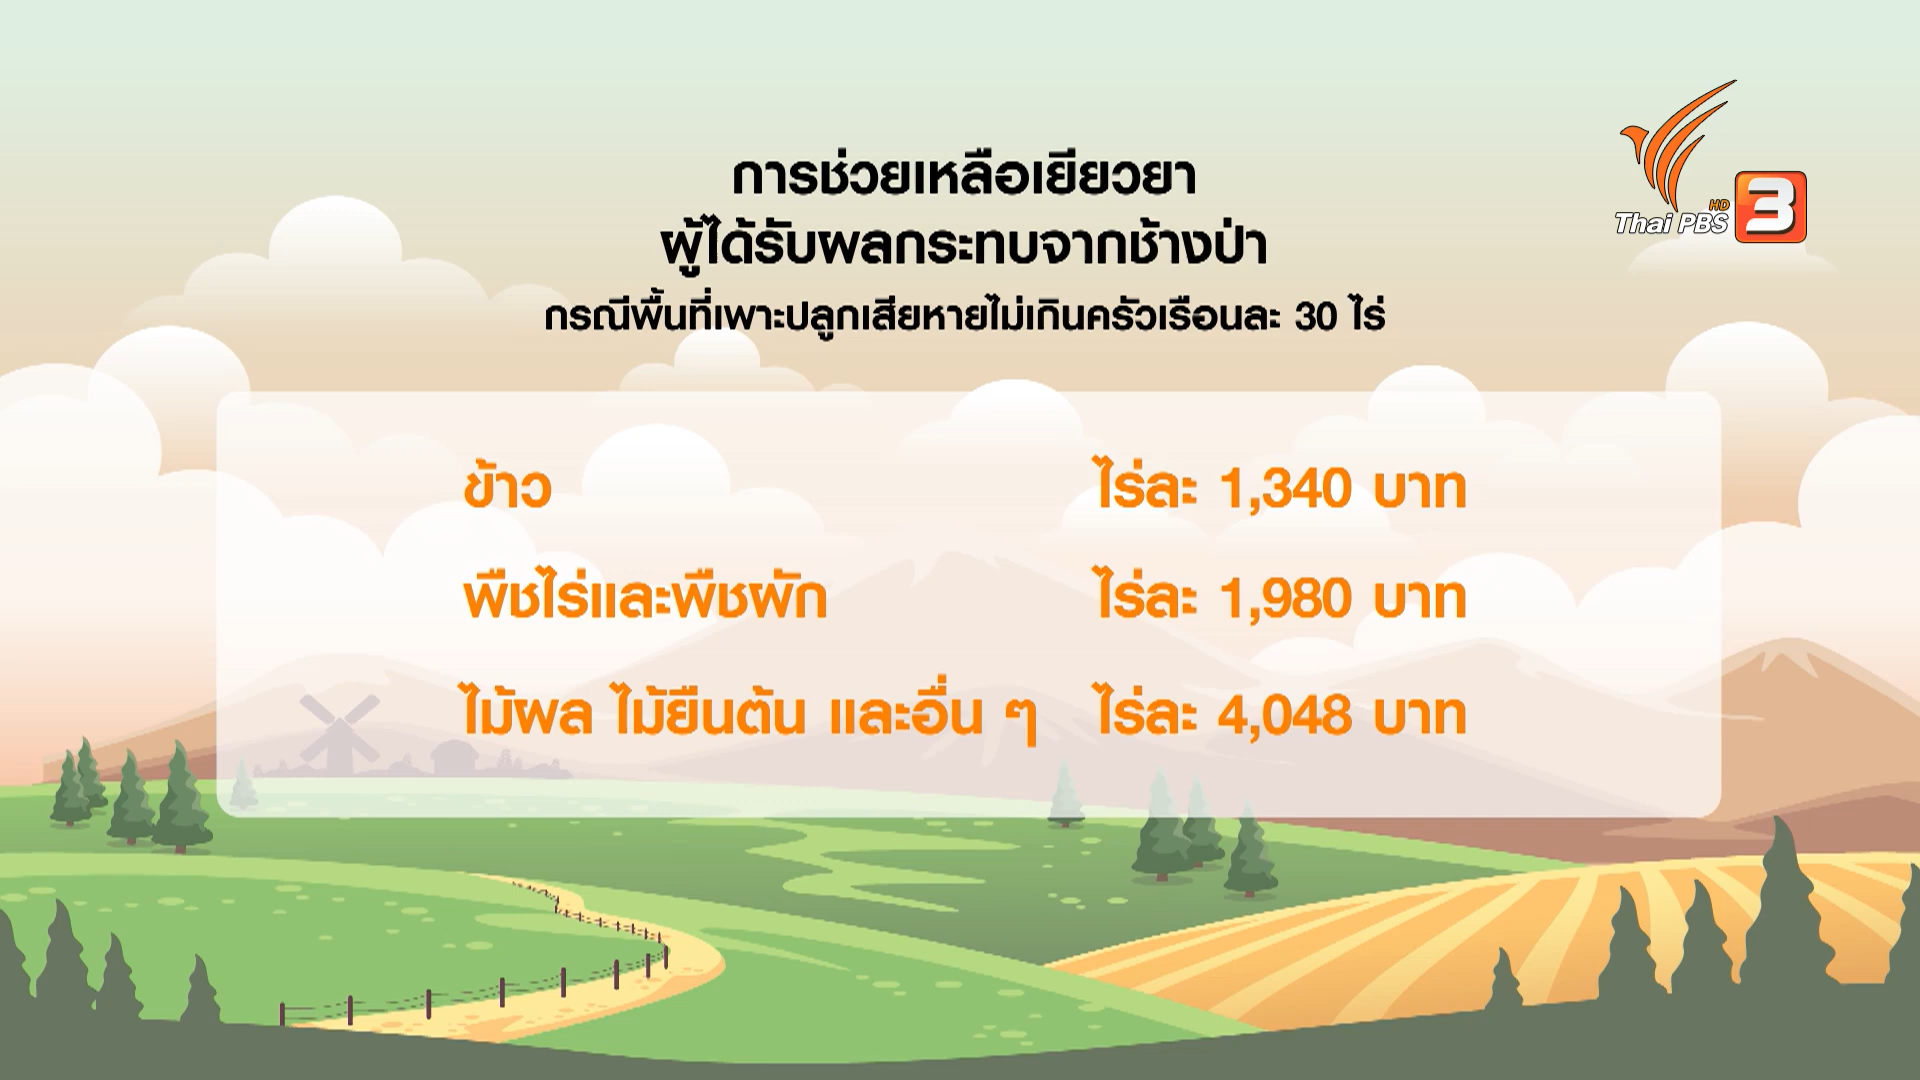 การช่วยเหลือเยียวยา
ผู้ได้รับผลกระทบจากช้างป่า
กรณีพื้นที่เพาะปลูกเสียหายไม่เกินครัวเรือนละ 30 ไร่
ข้าว ไร่ละ 1,340 บาท
พืชไร่และพืชผัก ไร่ละ 1,980 บาท
ไม้ผล ไม้ยืนต้น และอื่น ๆ ไร่ละ 4,048 บาท
Thai PBS HD 3